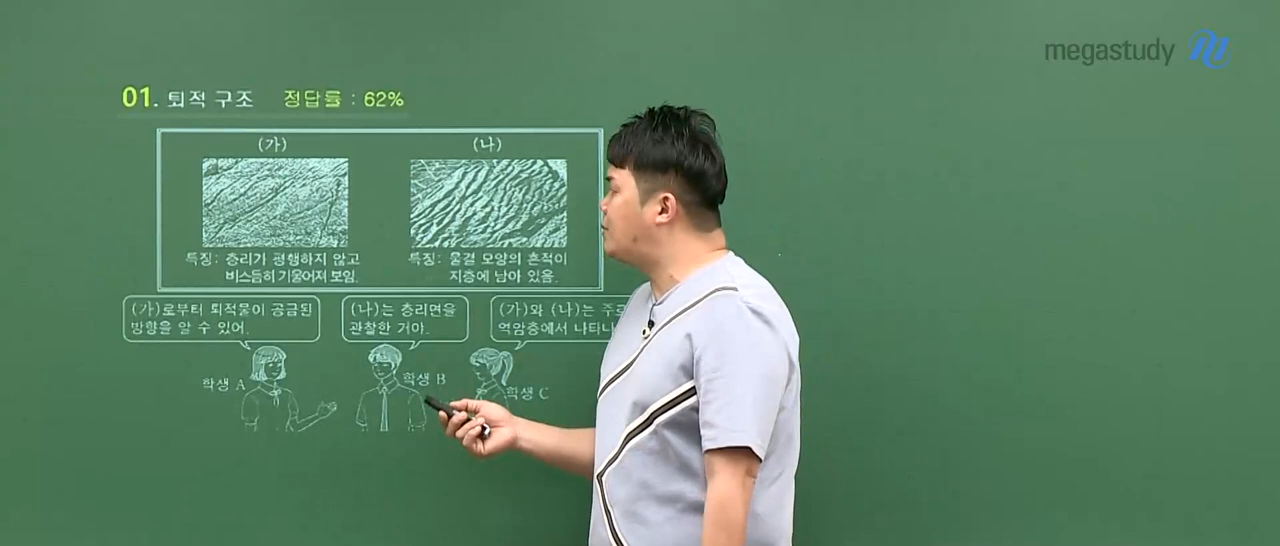 megastudy
01. 퇴적 구조 정답률 : 62%
(가)
(나)
특징: 층리가 평행하지 않고
비스듬히 기울어져 보임.
특징: 물결 모양의 흔적이
지층에 남아 있음.
(가)로부터 퇴적물이 공급된
방향을 알 수 있어.
(나)는 층리면을
관찰한 거야.
(가)와 (나)는 주로
역암층에서 나타나
학생 A
학생 B
학생 C